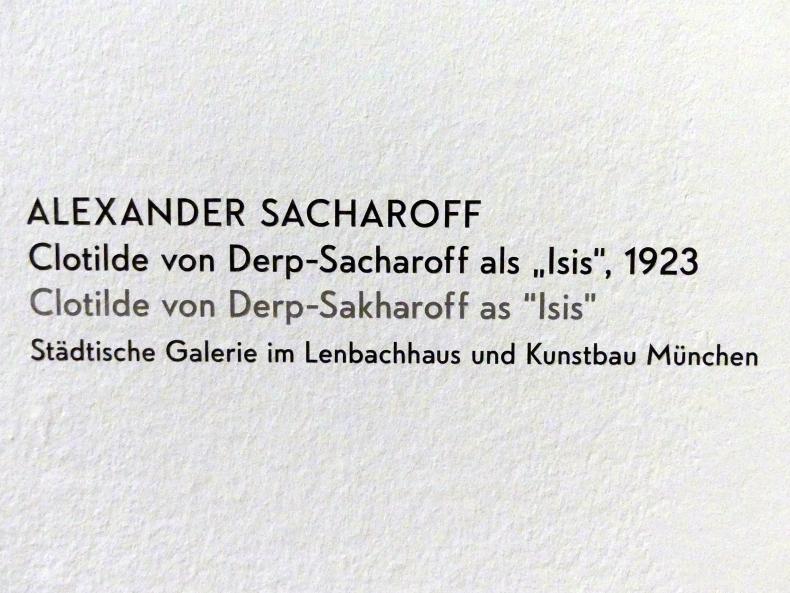 ALEXANDER SACHAROFF
Clotilde von Derp-Sacharoff als „Isis", 1923
Clotilde von Derp-Sakharoff as "Isis"
Städtische Galerie im Lenbachhaus und Kunstbau München